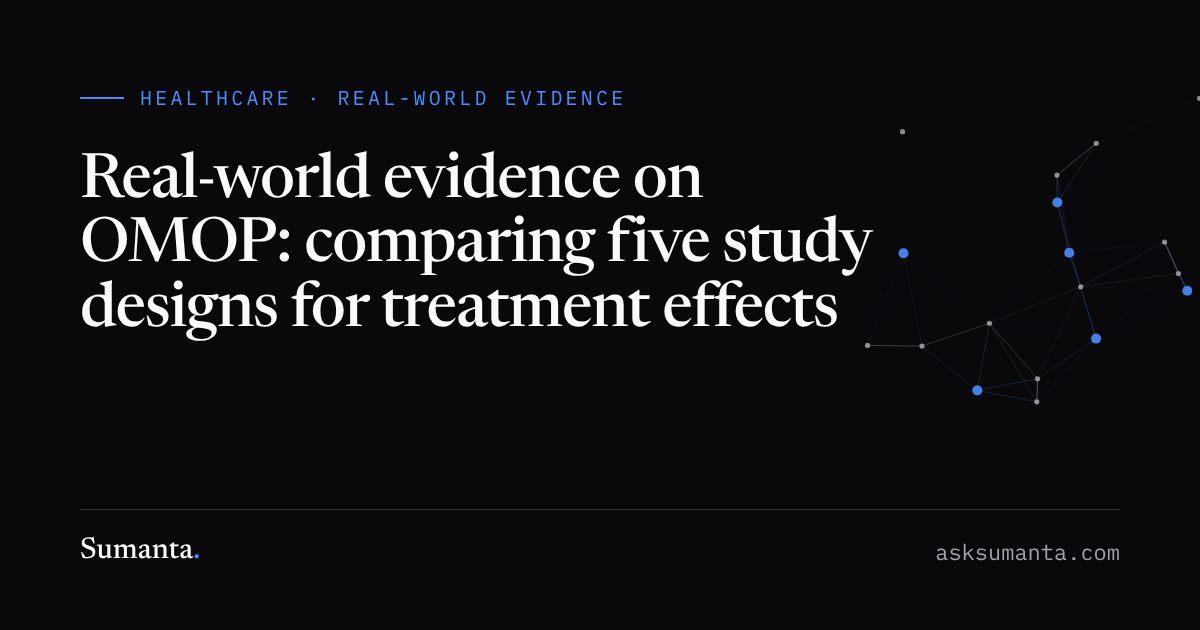 HEALTHCARE · REAL-WORLD EVIDENCE
Real-world evidence on
OMOP: comparing five study
designs for treatment effects
Sumanta.
asksumanta.com